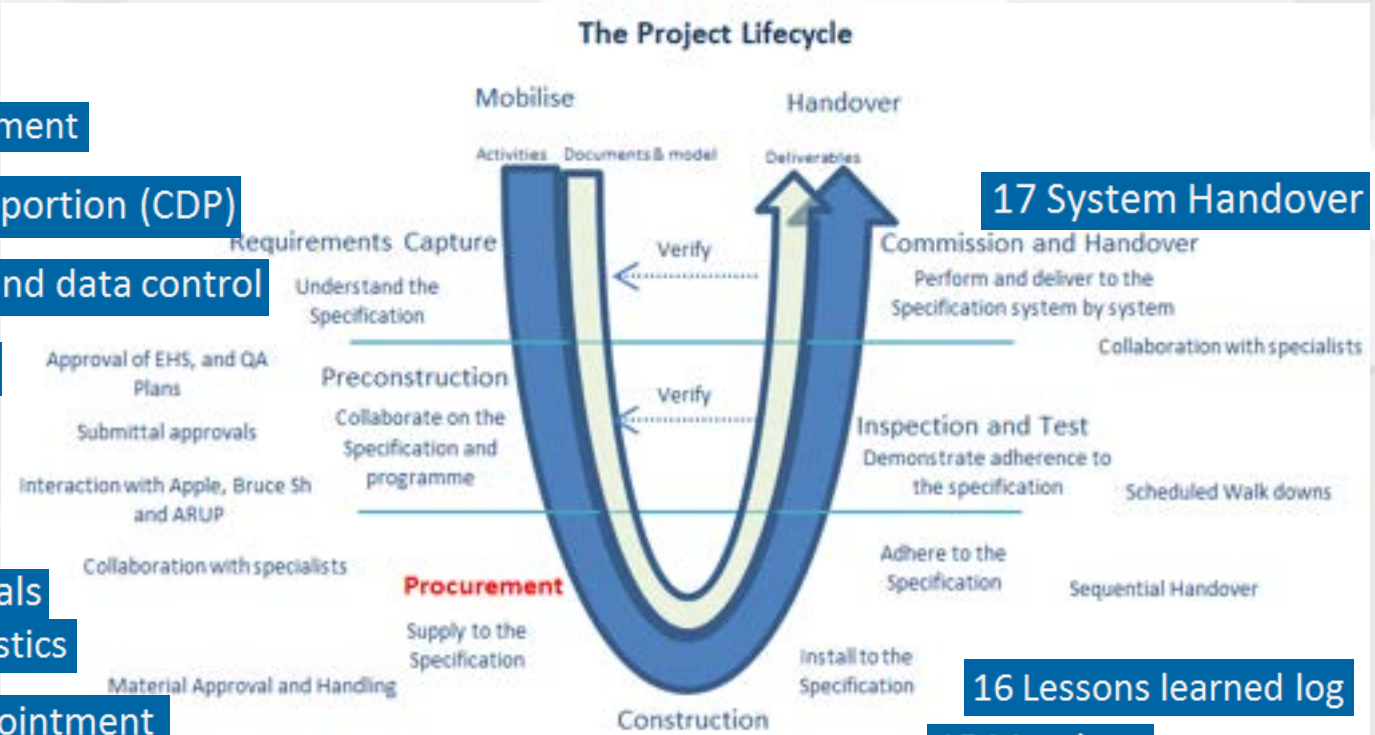 The Project Lifecycle
Mobilise
Handover
Activities
Documents & model
Deliverables
ment
portion (CDP)
nd data control
17 System Handover
Requirements Capture
Understand the
Specification
Verify
Commission and Handover
Perform and deliver to the
Specification system by system
Collaboration with specialists
Approval of EHS, and QA
Plans
Submittal approvals
Interaction with Apple, Bruce Sh
and ARUP
Preconstruction
Collaborate on the
Specification and
programme
Verify
Inspection and Test
Demonstrate adherence to
the specification
Scheduled Walk downs
Collaboration with specialists
Procurement
Supply to the
Specification
Adhere to the
Specification
Sequential Handover
als
stics
Material Approval and Handling
ointment
Install to the
Specification
16 Lessons learned log
Construction